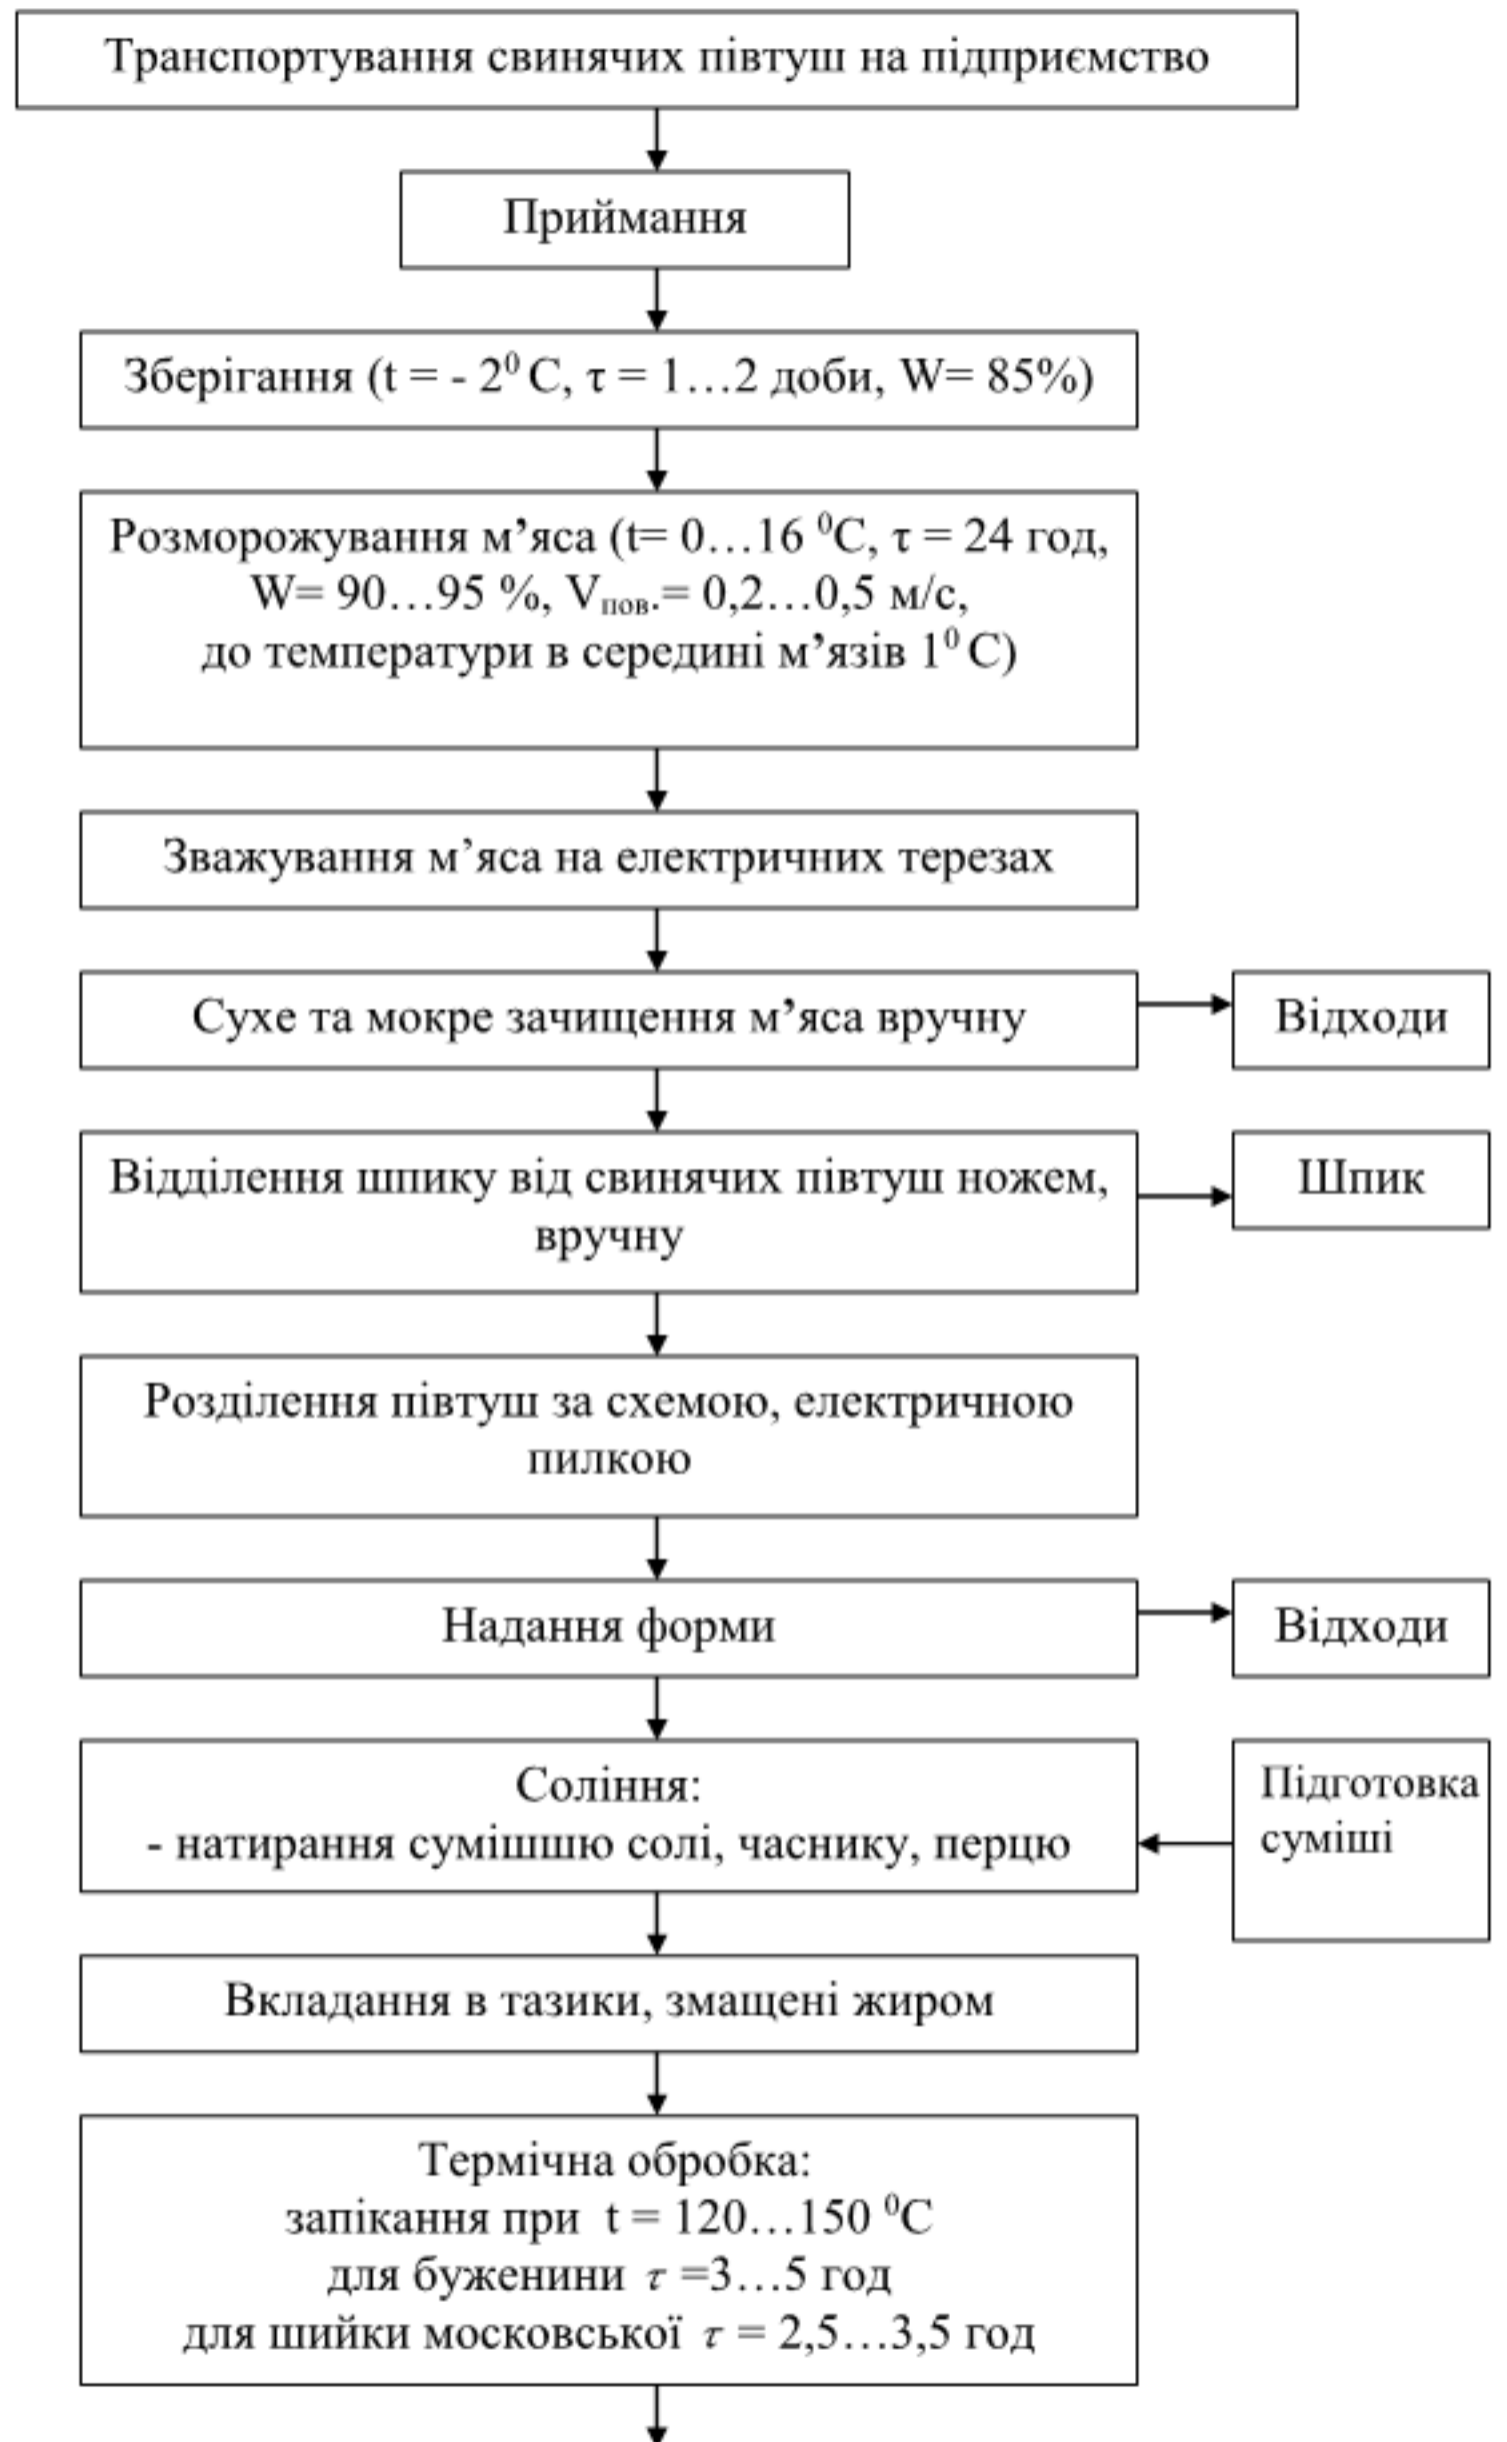 Транспортування свинячих півтуш на підприємство
Приймання
Зберігання (t = - 2⁰ С, τ = 1…2 доби, W= 85%)
Розморожування м’яса (t= 0…16 ⁰С, τ = 24 год,
W= 90…95 %, Vпов.= 0,2…0,5 м/с,
до температури в середині м’язів 1⁰ С)
Зважування м’яса на електричних терезах
Сухе та мокре зачищення м’яса вручну
Відходи
Відділення шпику від свинячих півтуш ножем,
вручну
Шпик
Розділення півтуш за схемою, електричною
пилкою
Надання форми
Відходи
Соління:
- натирання сумішшю солі, часнику, перцю
Підготовка
суміші
Вкладання в тазики, змащені жиром
Термічна обробка:
запікання при t = 120…150 ⁰С
для буженини τ =3…5 год
для шийки московської τ = 2,5…3,5 год